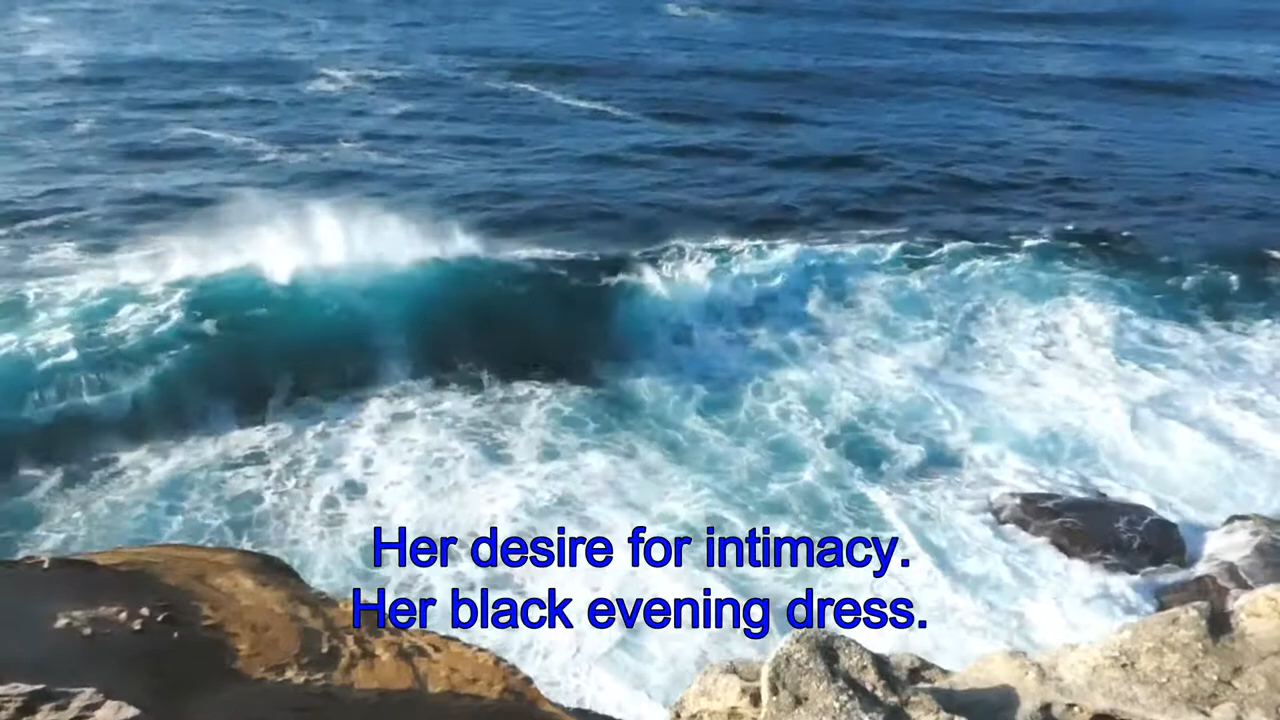 Her desire for intimacy.
Her black evening dress.